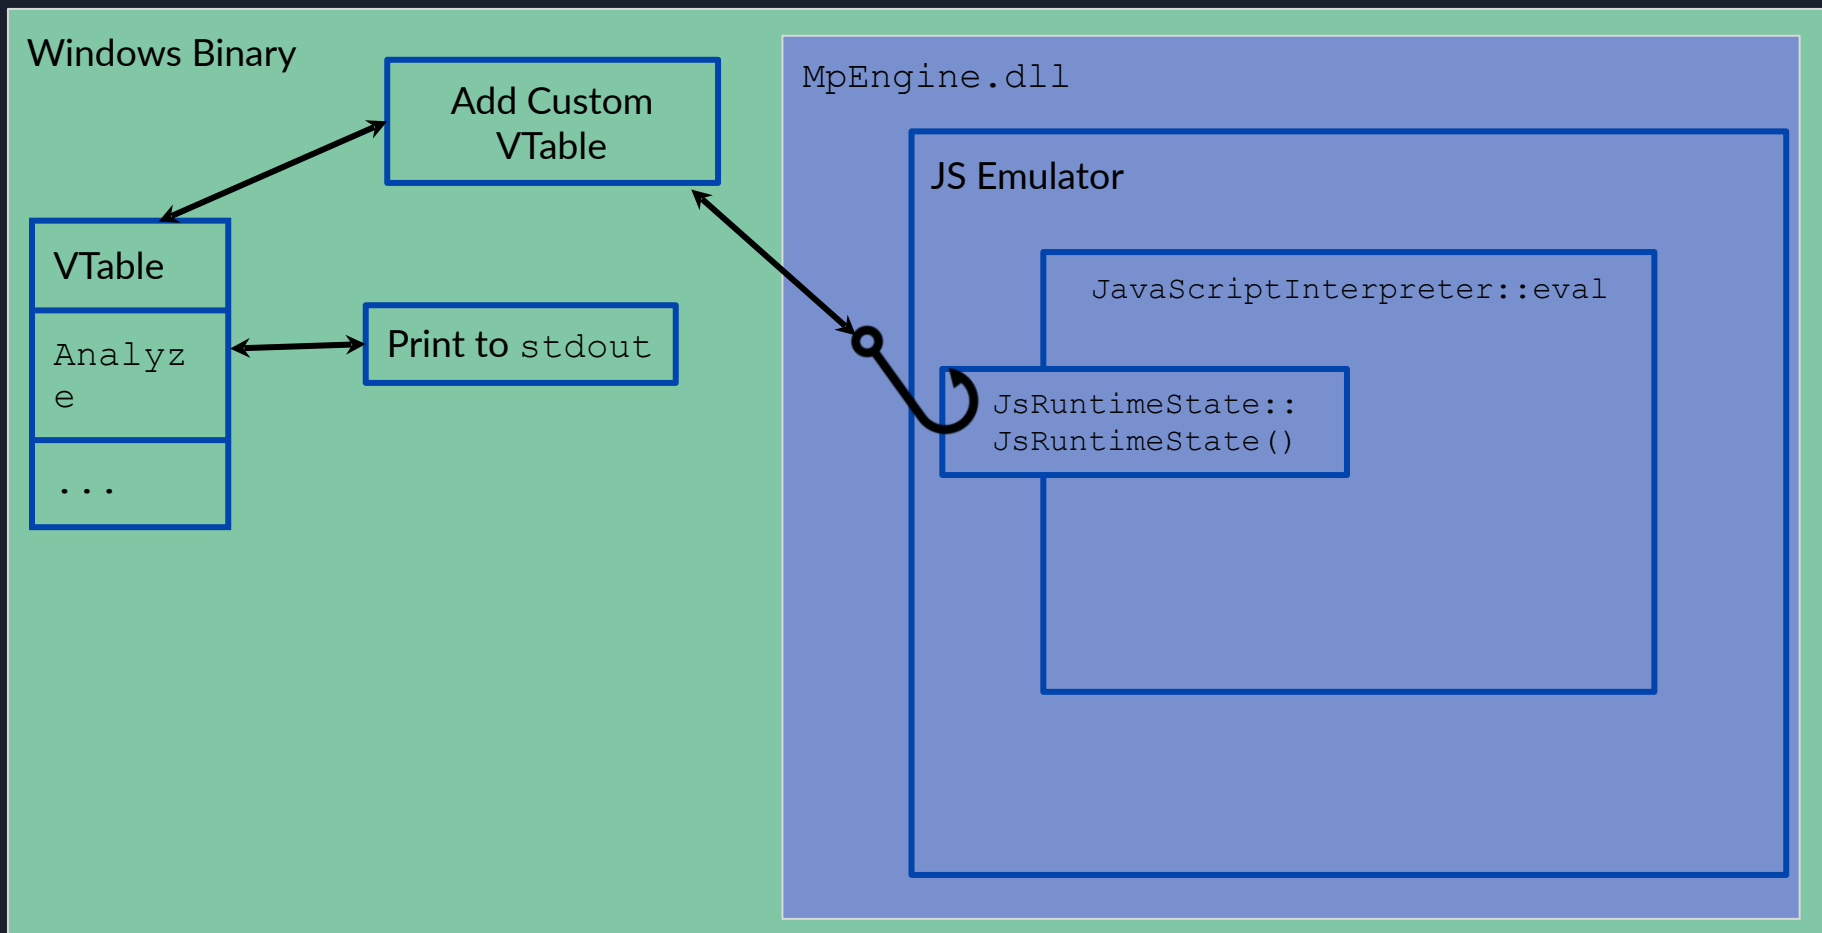 Windows Binary
Add Custom
VTable
MpEngine.dll
JS Emulator
VTable
JavaScriptInterpreter::eval
Analyz
e
Print to stdout
JsRuntimeState::
JsRuntimeState()
...